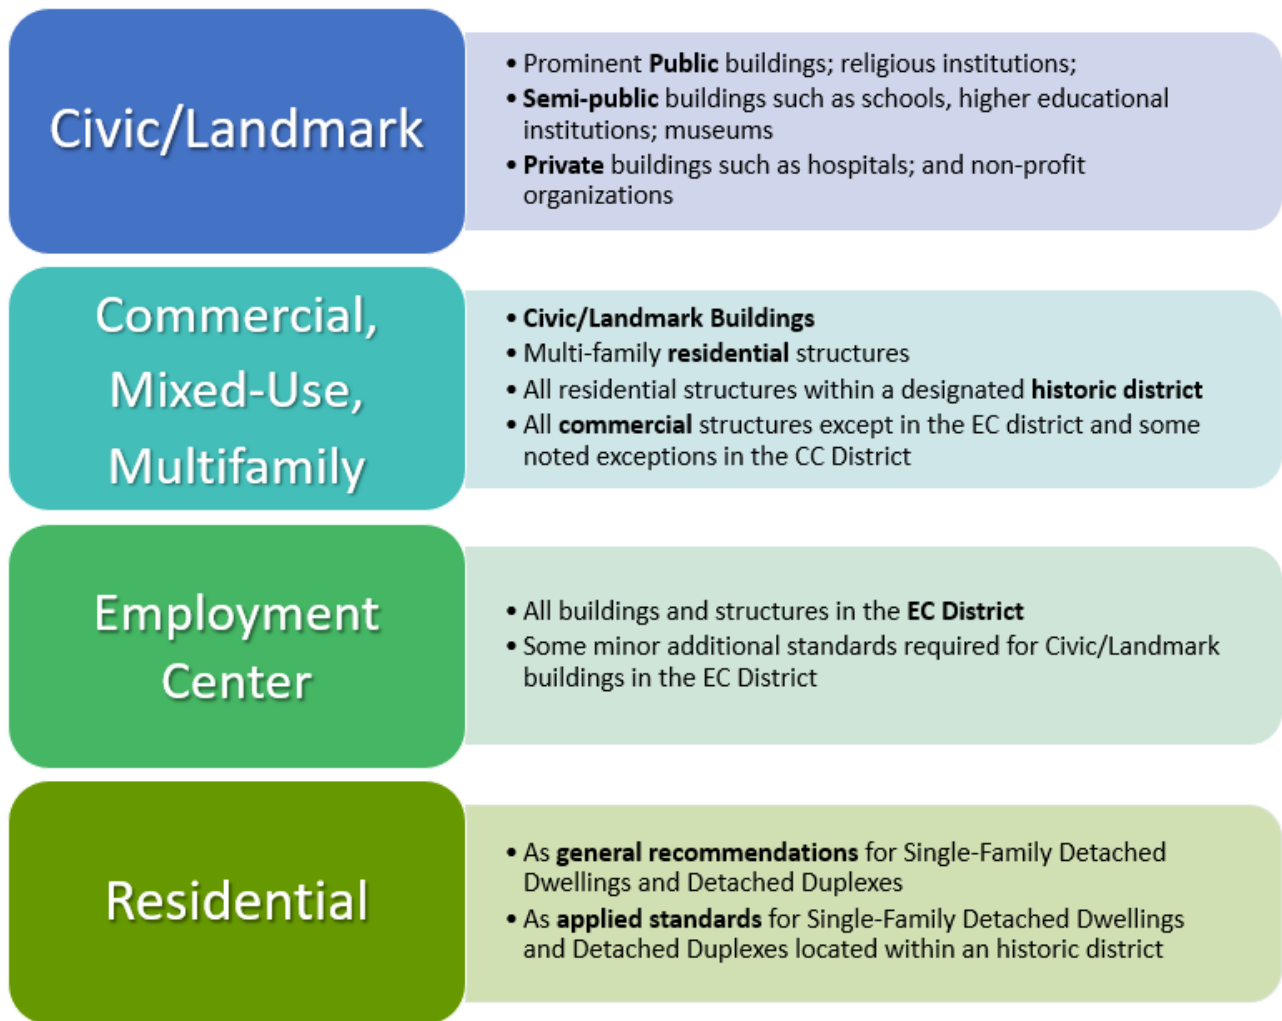 Civic/Landmark
• Prominent Public buildings; religious institutions;
• Semi-public buildings such as schools, higher educational
institutions; museums
• Private buildings such as hospitals; and non-profit
organizations
Commercial,
Mixed-Use,
Multifamily
• Civic/Landmark Buildings
• Multi-family residential structures
• All residential structures within a designated historic district
• All commercial structures except in the EC district and some
noted exceptions in the CC District
Employment
Center
• All buildings and structures in the EC District
• Some minor additional standards required for Civic/Landmark
buildings in the EC District
Residential
• As general recommendations for Single-Family Detached
Dwellings and Detached Duplexes
• As applied standards for Single-Family Detached Dwellings
and Detached Duplexes located within an historic district